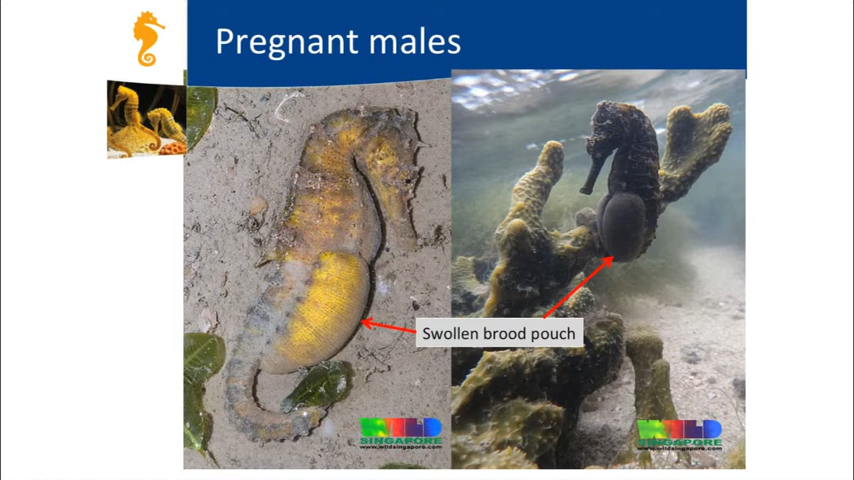 Pregnant males
Swollen brood pouch
WILD
SINGAPORE
www.wildsingapore.com
WILD
SINGAPORE
www.wildsingapore.com